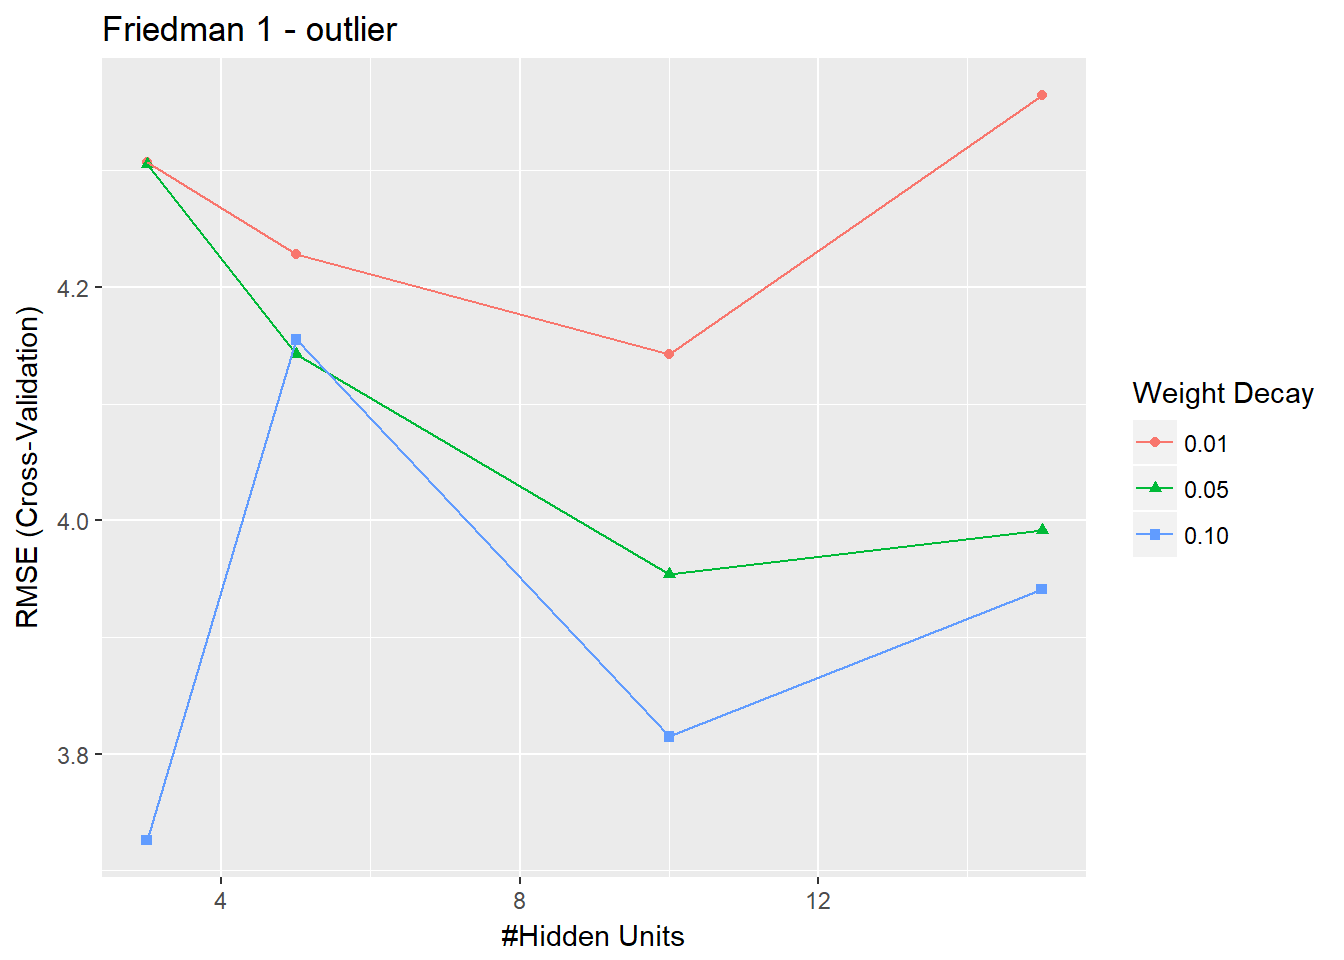 Friedman 1 - outlier
RMSE (Cross-Validation)
4.2
4.0
3.8
4
8
12
#Hidden Units
Weight Decay
0.01
0.05
0.10